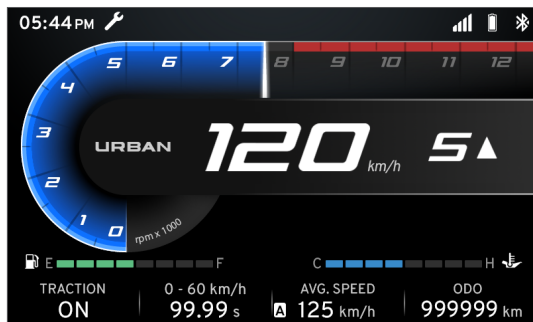 05:44 PM
5 6 7 8 9 10 11 12
4
3
2
1
0
rpm x 1000
URBAN 120 km/h 5
E F C H
TRACTION 0 - 60 km/h AVG. SPEED ODO
ON 99.99 s A 125 km/h 999999 km